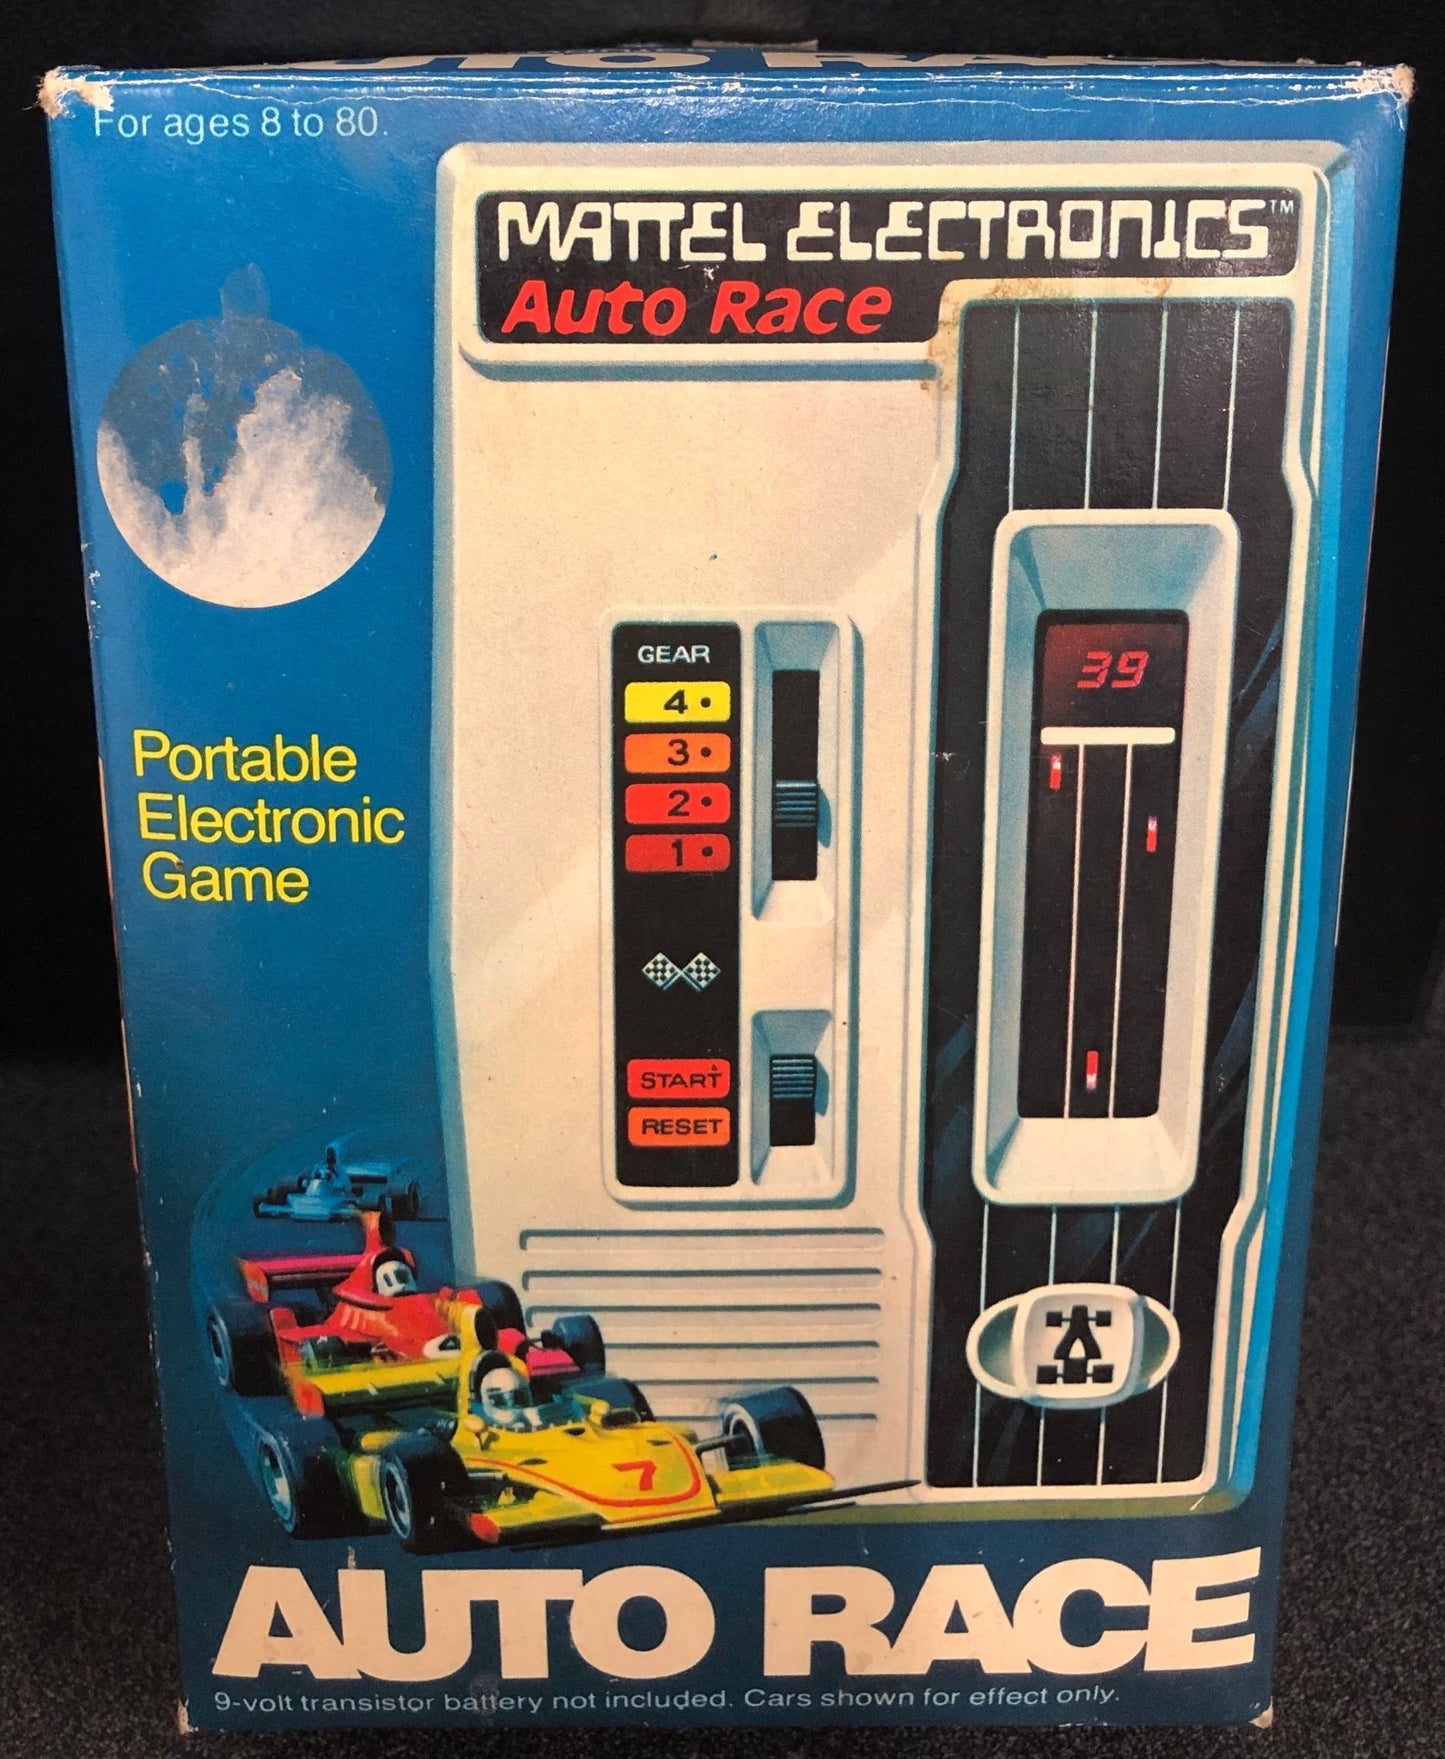 For ages 8 to 80.
MATTEL ELECTRONICS™
Auto Race
GEAR
4
3
2
1
START
RESET
39
Portable
Electronic
Game
7
AUTO RACE
9-volt transistor battery not included. Cars shown for effect only.